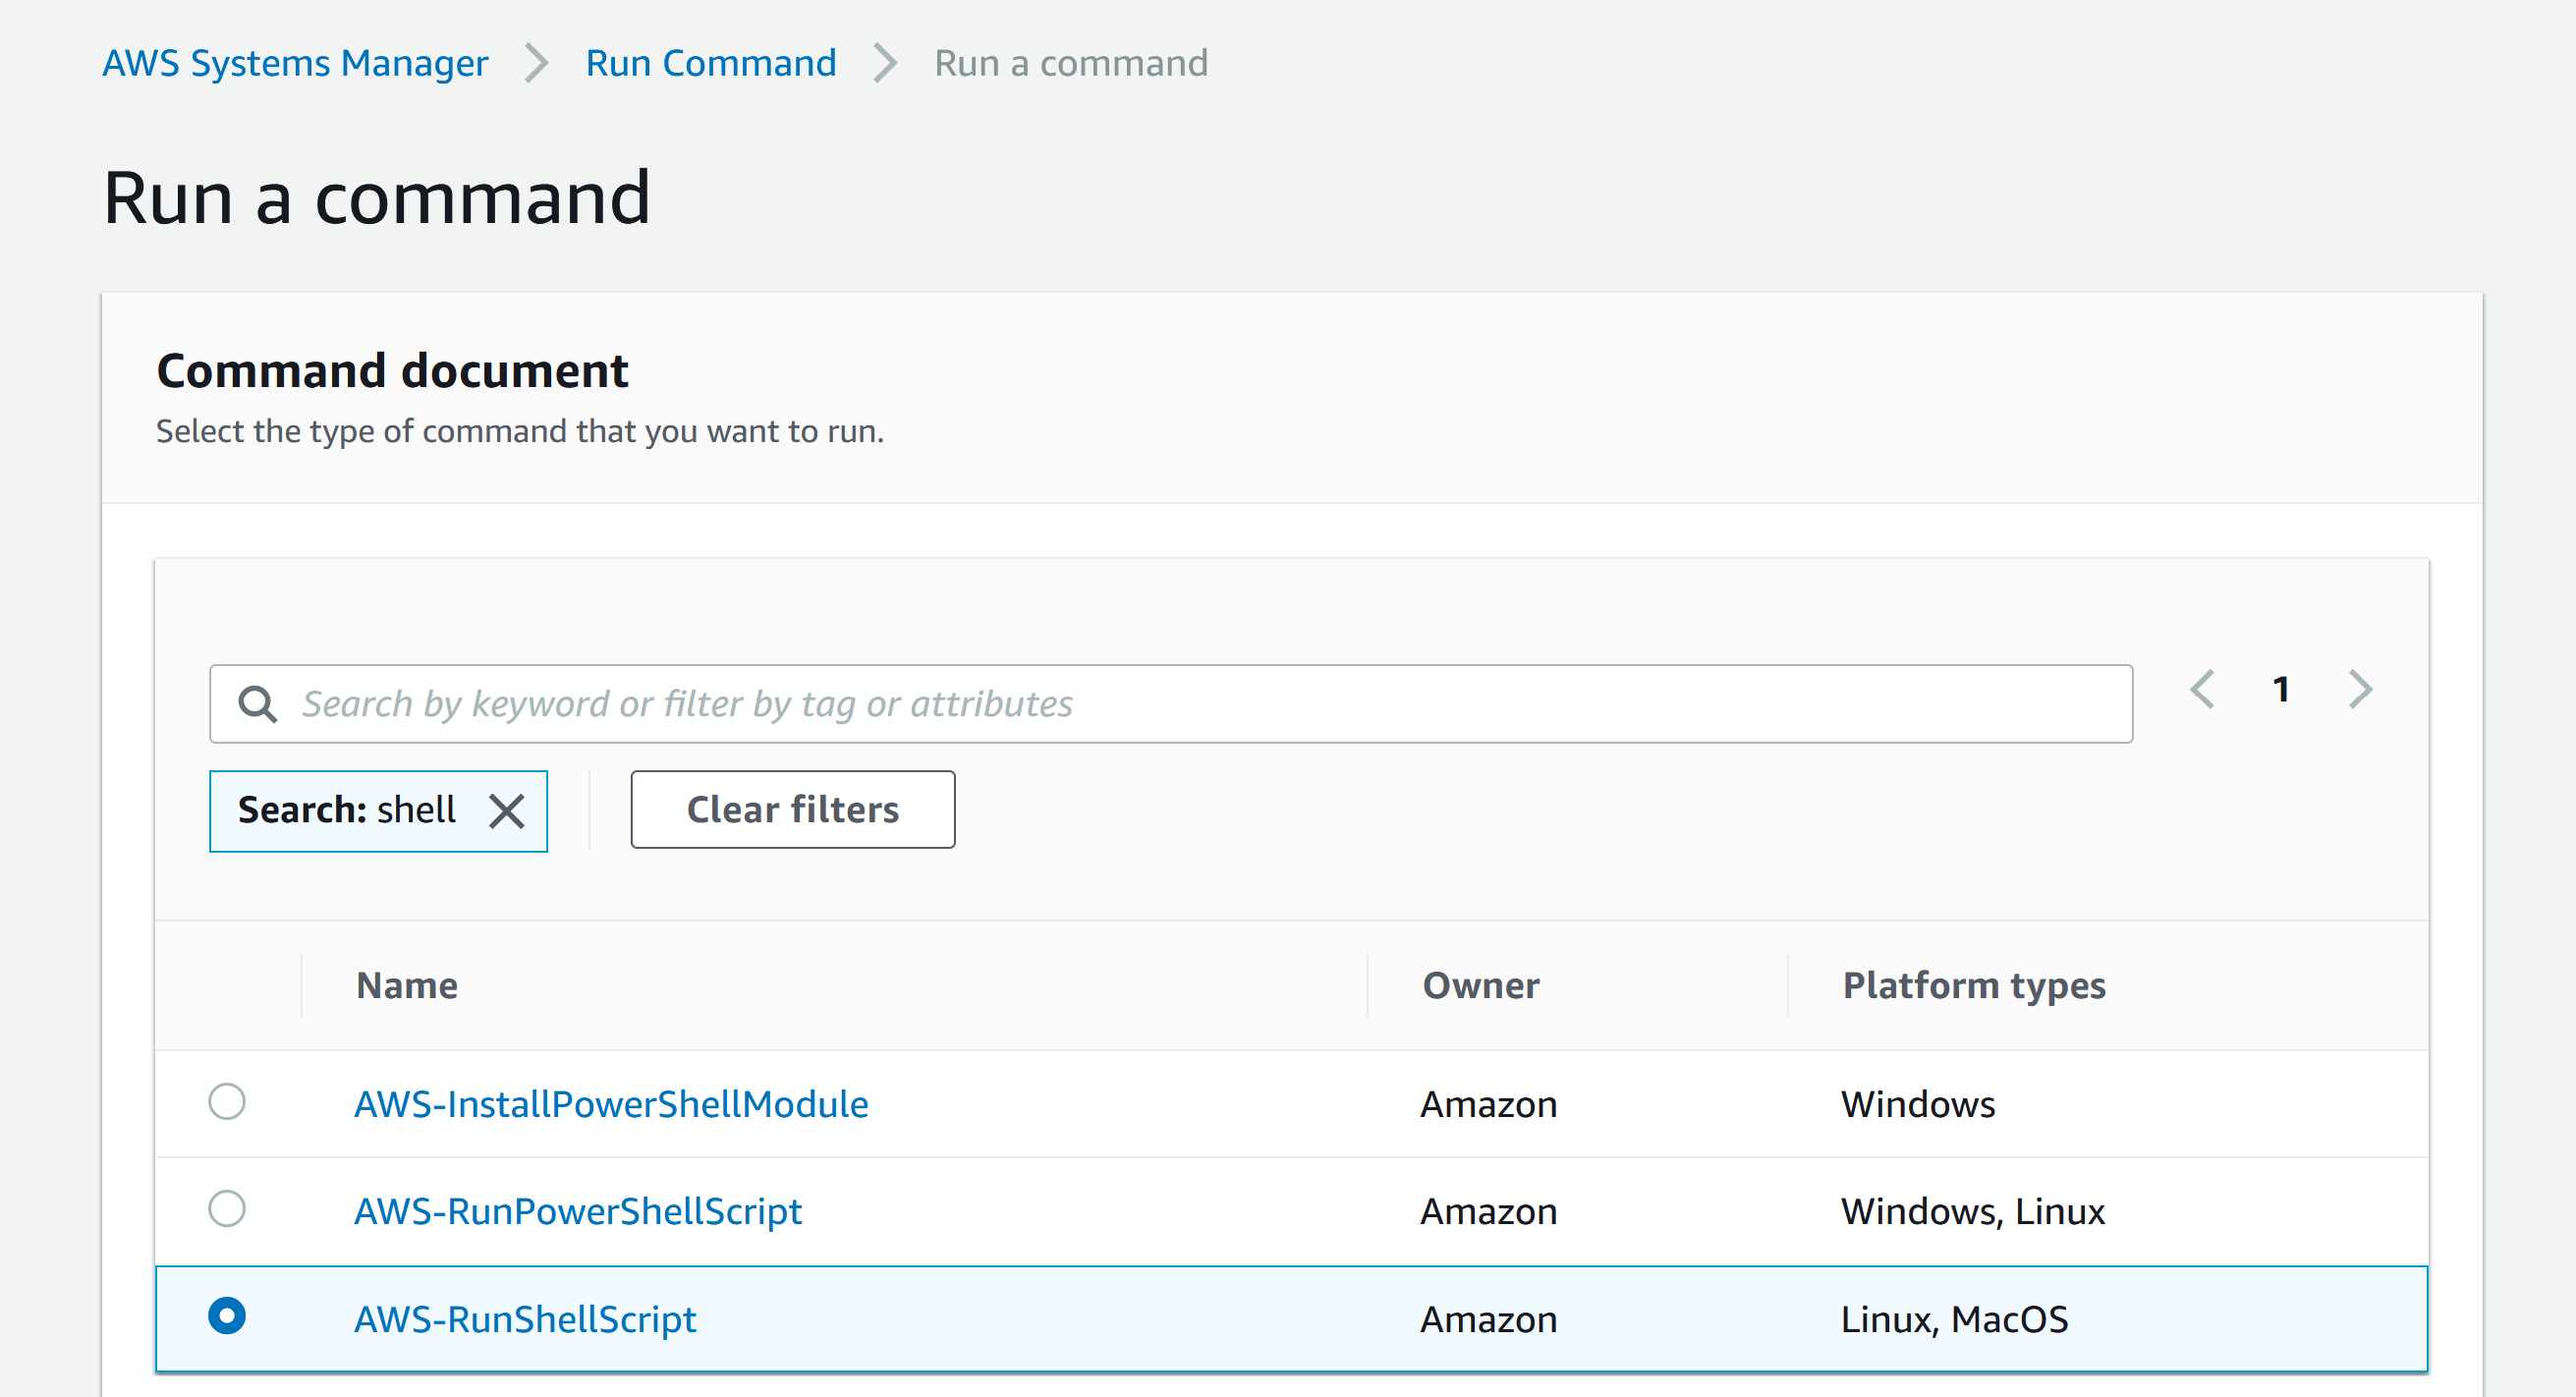 AWS Systems Manager Run Command Run a command
Run a command
Command document
Select the type of command that you want to run.
Search by keyword or filter by tag or attributes 1
Search: shell Clear filters
Name Owner Platform types
AWS-InstallPowerShellModule Amazon Windows
AWS-RunPowerShellScript Amazon Windows, Linux
AWS-RunShellScript Amazon Linux, MacOS